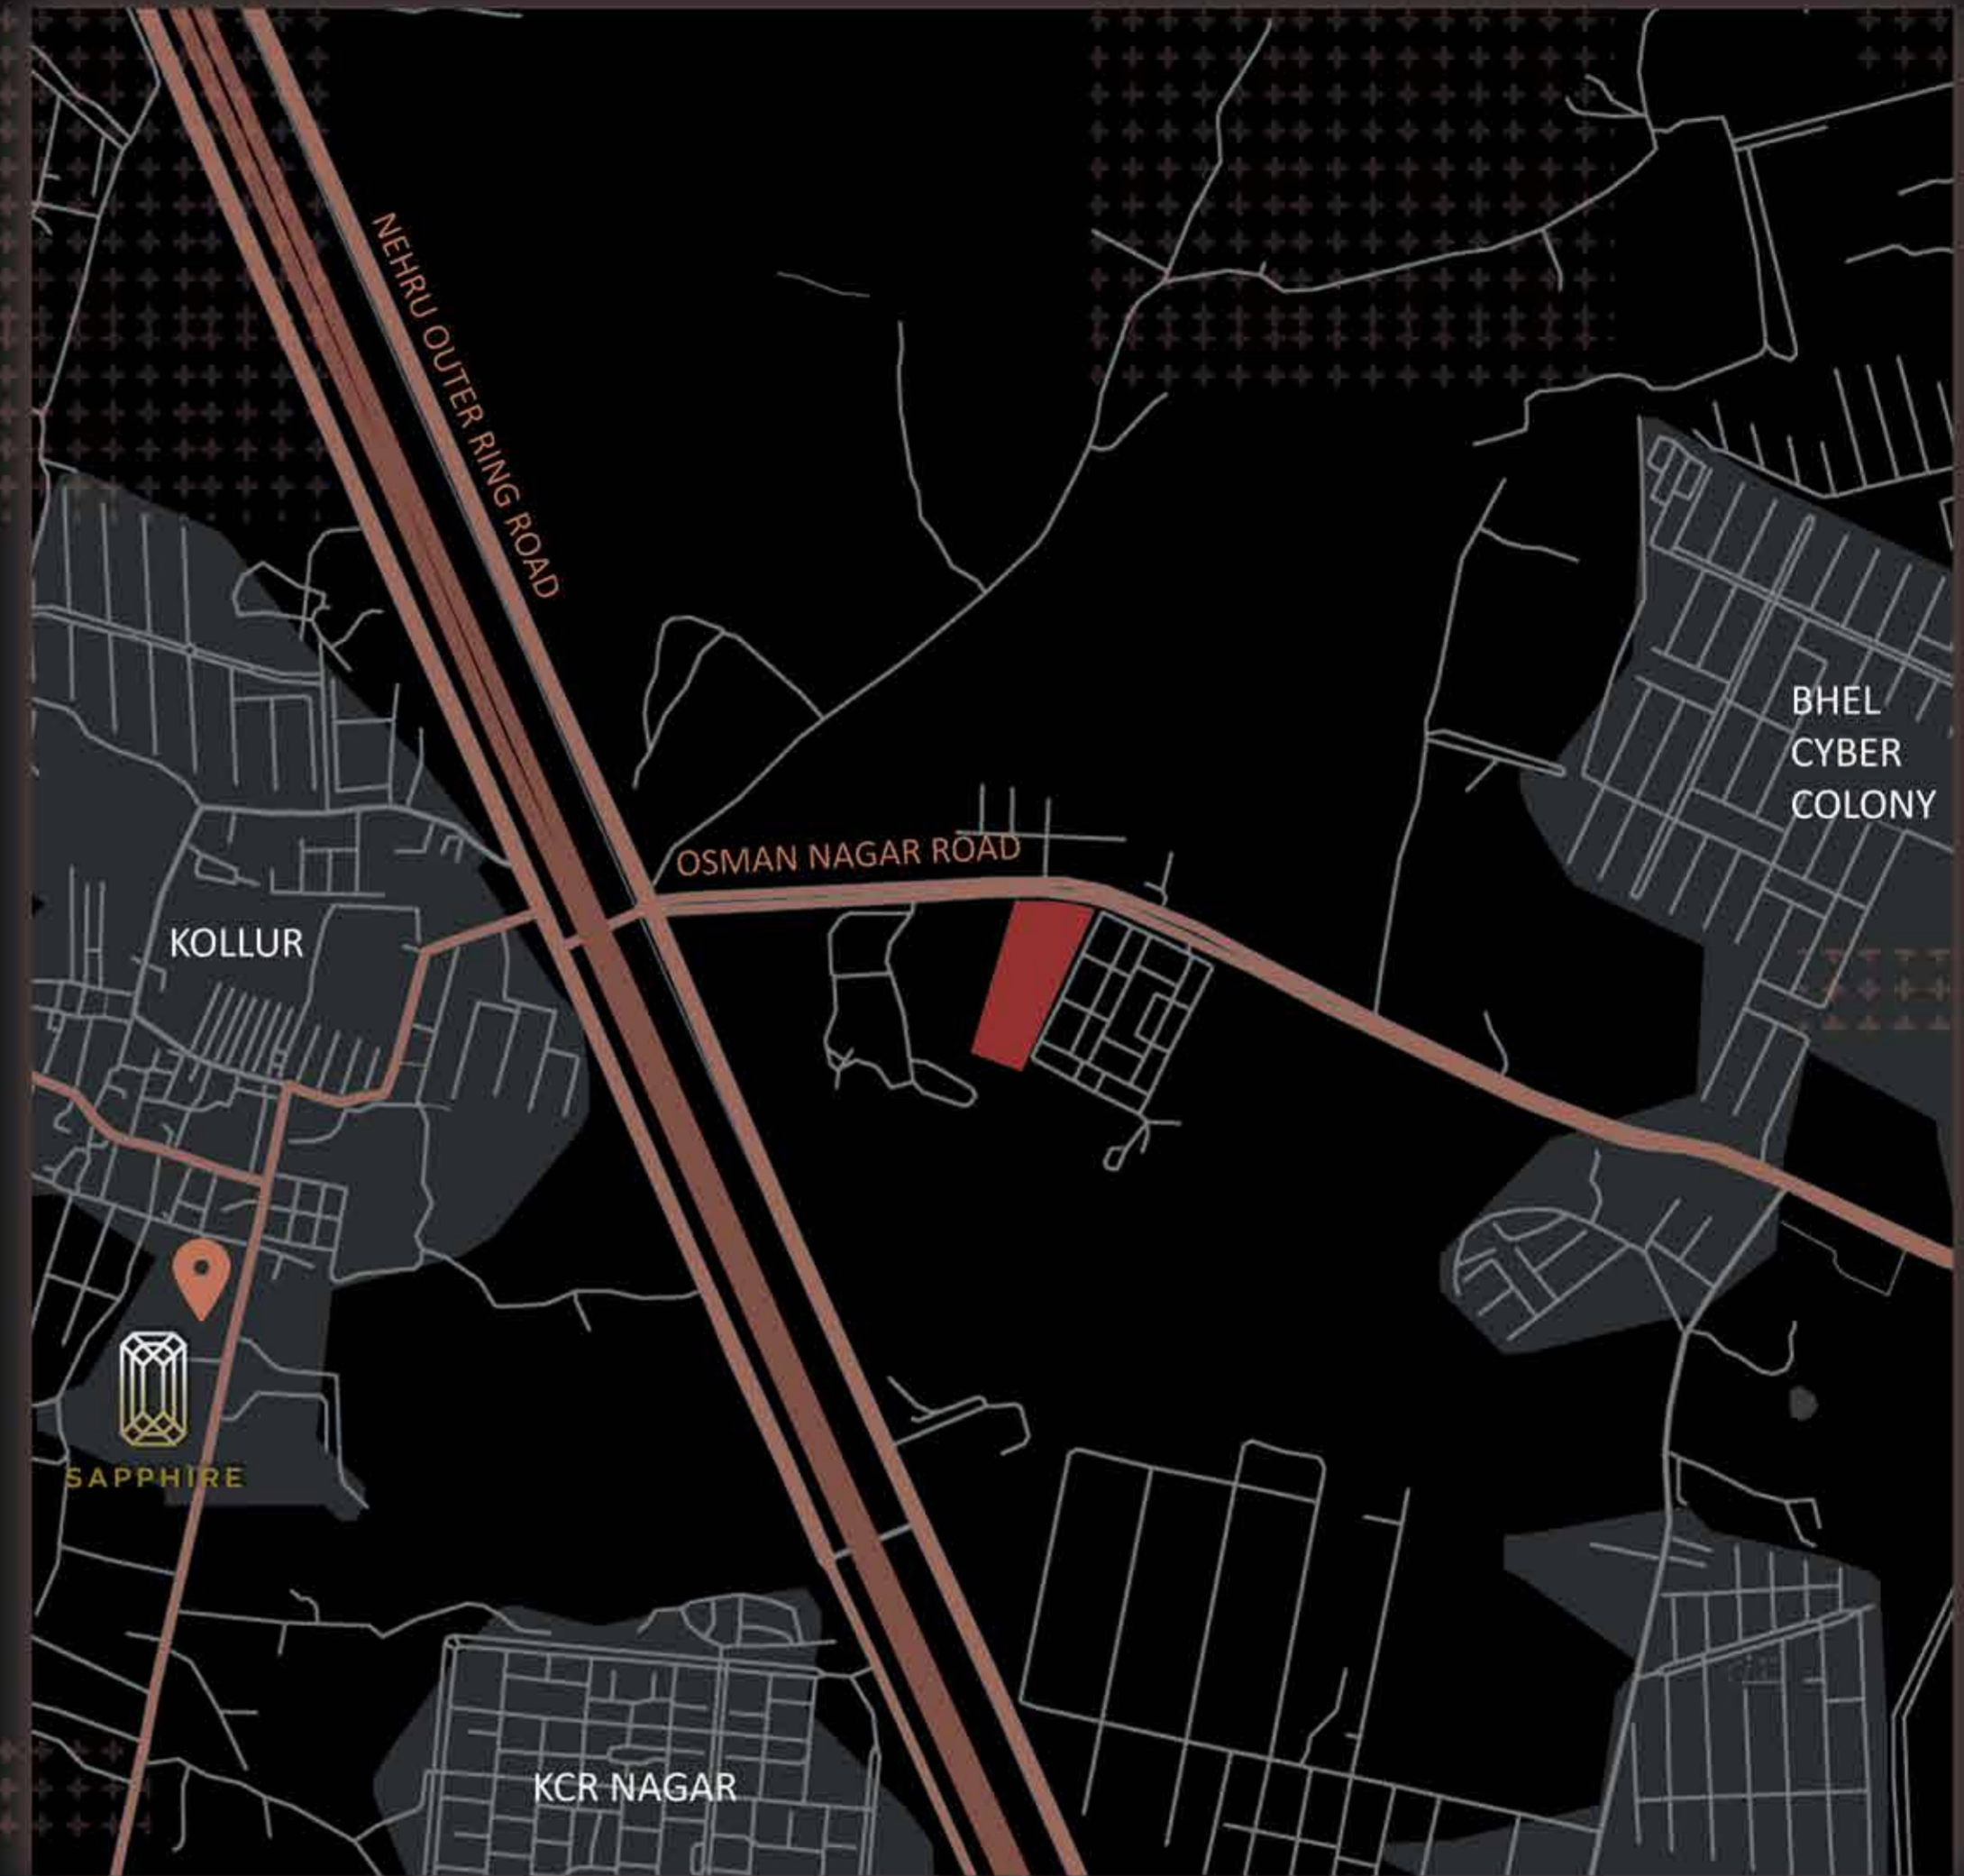 NEHRU OUTER RING ROAD
BHEL
CYBER
COLONY
OSMAN NAGAR ROAD
KOLLUR
SAPPHIRE
KCR NAGAR